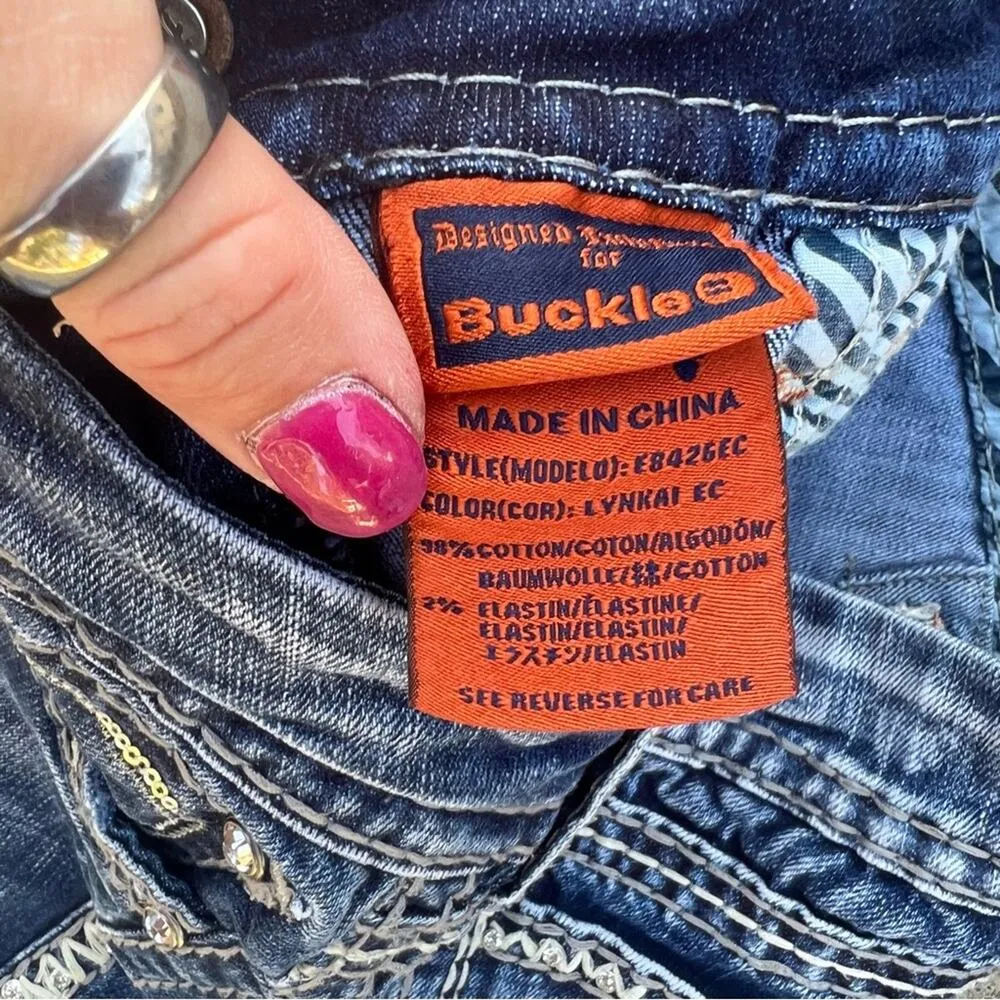 Designed
for
Buckle B
MADE IN CHINA
STYLE(MODELO): E8426EC
COLOR(COR): LYNKAI EC
98% COTTON/COTON/ALGODÓN/
BAUMWOLLE/綿/COTTON
2% ELASTIN/ÉLASTINE/
ELASTIN/ELASTIN/
エラスチン/ELASTIN
SEE REVERSE FOR CARE